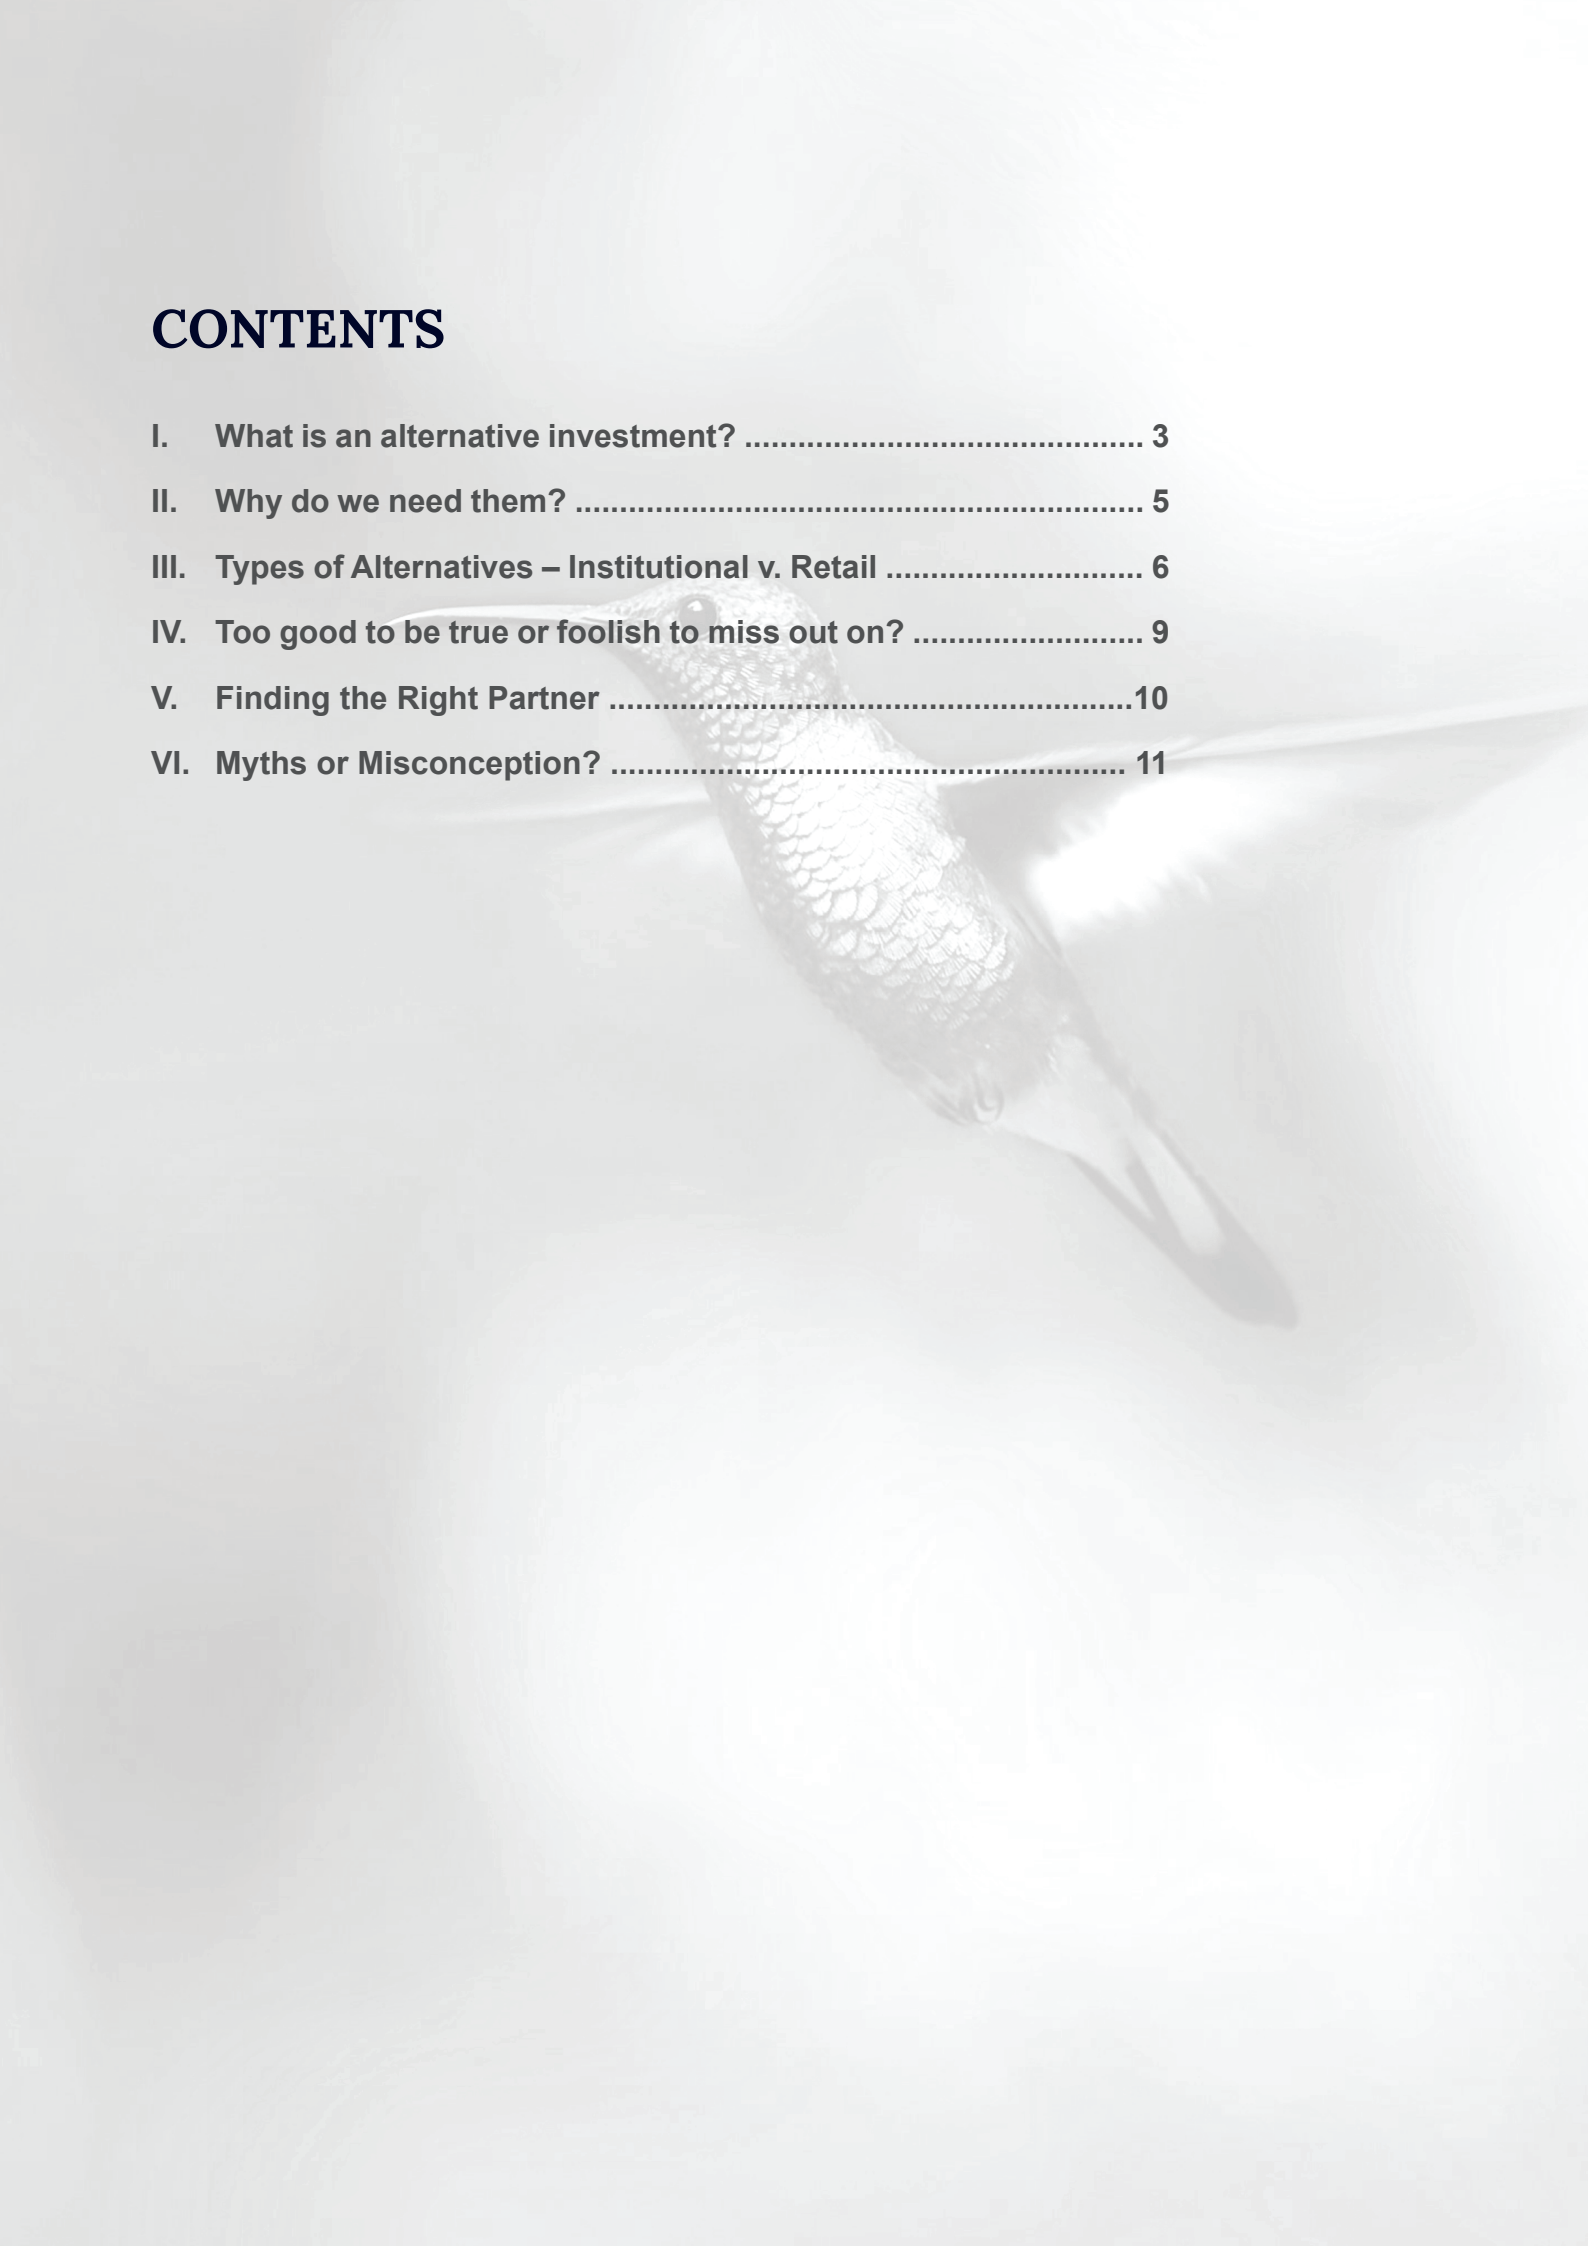 CONTENTS
I. What is an alternative investment? ............................................. 3
II. Why do we need them? ................................................................ 5
III. Types of Alternatives – Institutional v. Retail ............................. 6
IV. Too good to be true or foolish to miss out on? .......................... 9
V. Finding the Right Partner ...........................................................10
VI. Myths or Misconception? .......................................................... 11